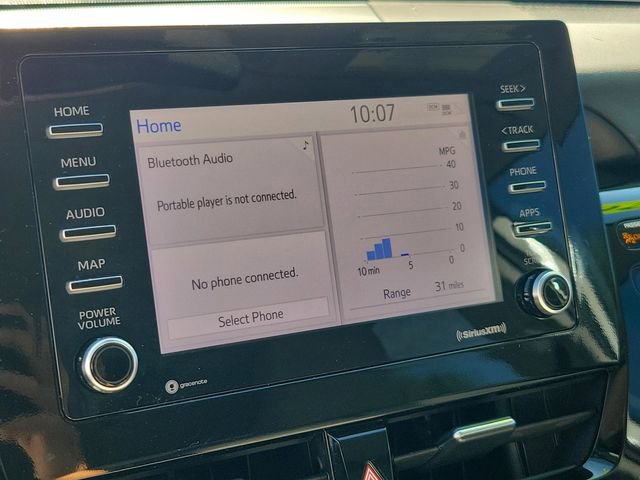 HOME
MENU
AUDIO
MAP
POWER
VOLUME
Home
10:07
Bluetooth Audio
Portable player is not connected.
No phone connected.
Select Phone
MPG
40
30
20
10
0
10 min
5
0
Range
31 miles
SEEK >
< TRACK
PHONE
APPS
gracenote
SiriusXM